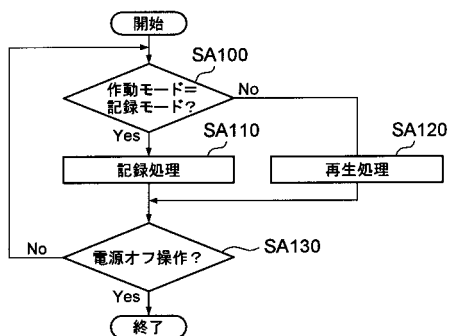 開始
SA100
作動モード＝
記録モード？
No
Yes
SA110
記録処理
SA120
再生処理
電源オフ操作？
SA130
No
Yes
終了